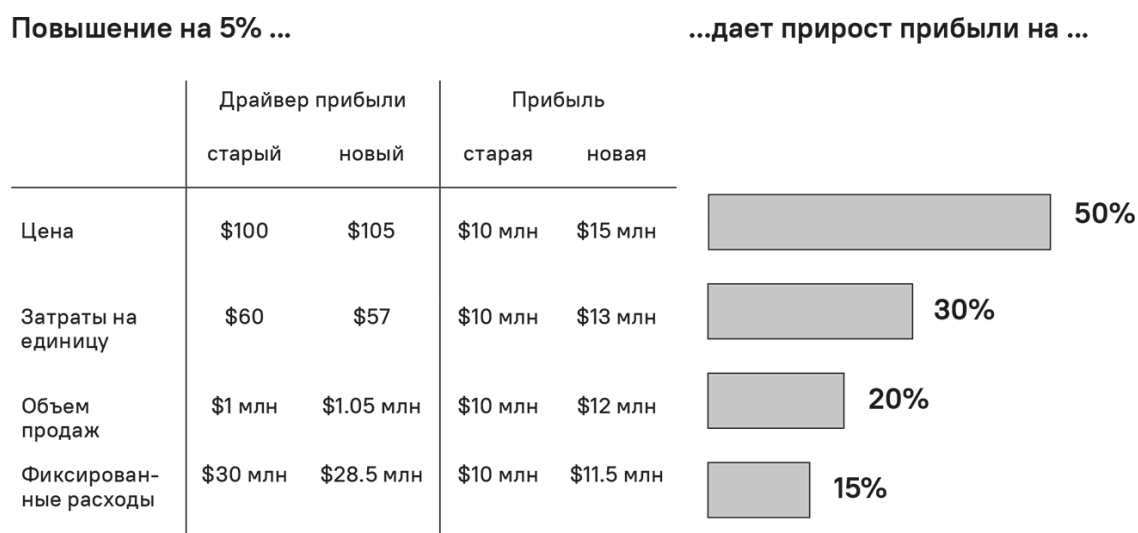 Повышение на 5% ...
...дает прирост прибыли на ...
Драйвер прибыли Прибыль
старый новый старая новая
Цена $100 $105 $10 млн $15 млн 50%
Затраты на
единицу $60 $57 $10 млн $13 млн 30%
Объем
продаж $1 млн $1.05 млн $10 млн $12 млн 20%
Фиксирован-
ные расходы $30 млн $28.5 млн $10 млн $11.5 млн 15%